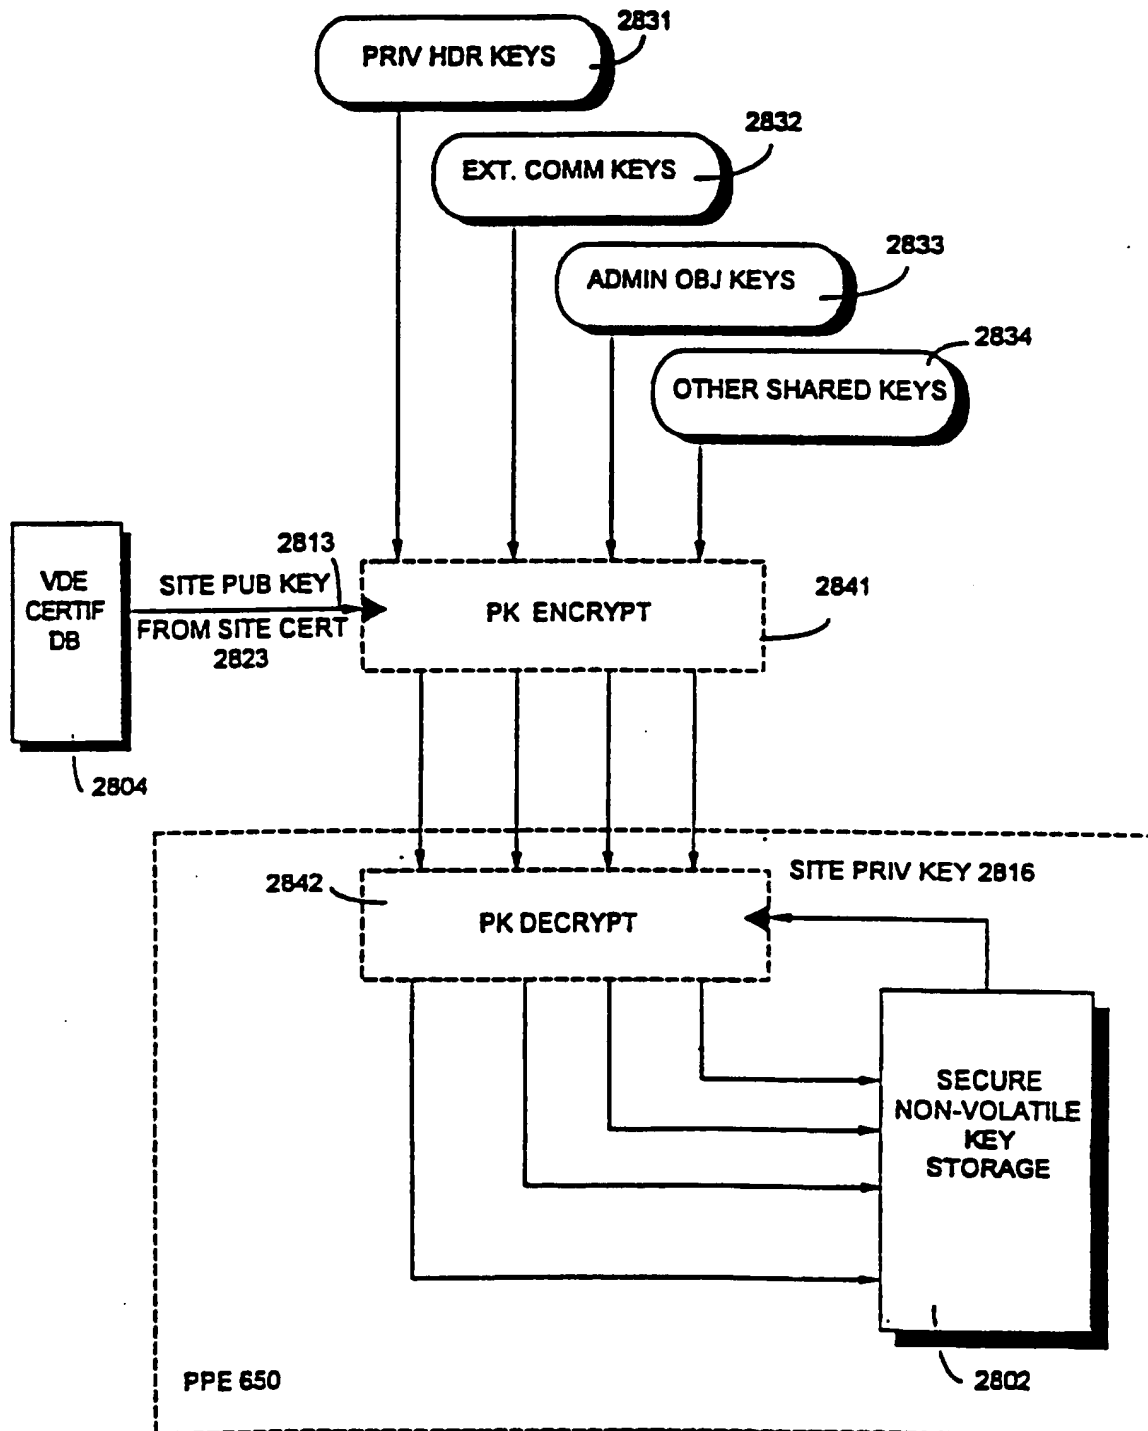 2831
PRIV HDR KEYS
2832
EXT. COMM KEYS
2833
ADMIN OBJ KEYS
2834
OTHER SHARED KEYS
VDE
CERTIF
DB
2813
SITE PUB KEY
FROM SITE CERT
2823
PK ENCRYPT
2841
2804
2842
PK DECRYPT
SITE PRIV KEY 2816
SECURE
NON-VOLATILE
KEY
STORAGE
PPE 650
2802